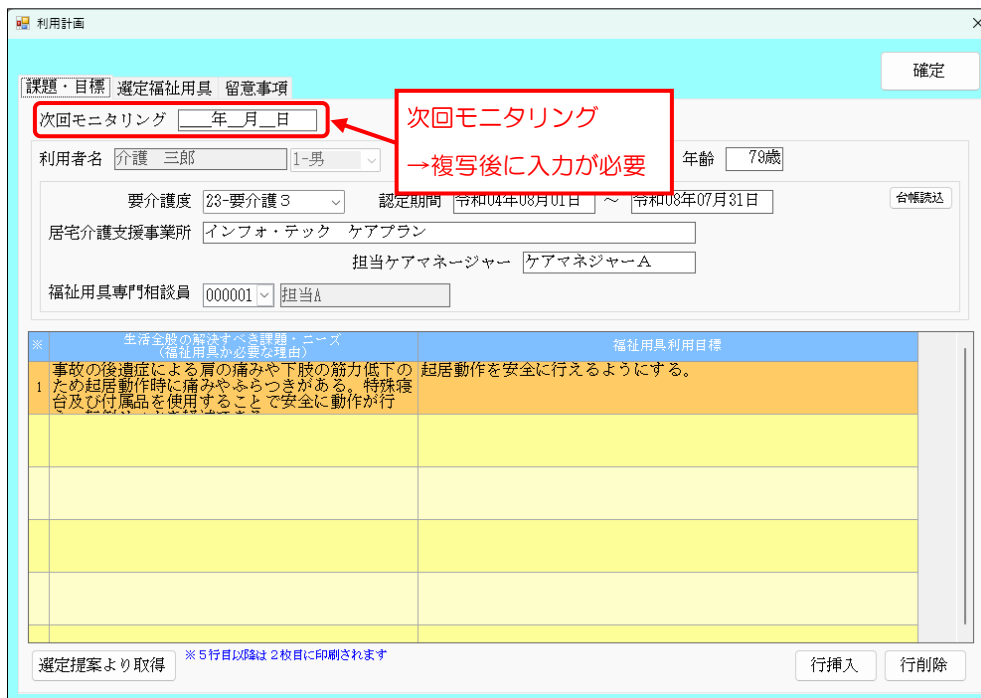 利用計画
確定
課題・目標 選定福祉用具 留意事項
次回モニタリング ____年__月__日
次回モニタリング
→複写後に入力が必要
利用者名 介護 三郎 1-男 年齢 79歳
要介護度 23-要介護3 認定期間 令和04年08月01日 ～ 令和08年07月31日 台帳読込
居宅介護支援事業所 インフォ・テック ケアプラン
担当ケアマネージャー ケアマネジャーA
福祉用具専門相談員 000001 担当A
※ 生活全般の解決すべき課題・ニーズ 福祉用具利用目標
(福祉用具が必要な理由)
1 事故の後遺症による肩の痛みや下肢の筋力低下の 起居動作を安全に行えるようにする。
ため起居動作時に痛みやふらつきがある。特殊寝
台及び付属品を使用することで安全に動作が行
選定提案より取得 ※5行目以降は2枚目に印刷されます 行挿入 行削除